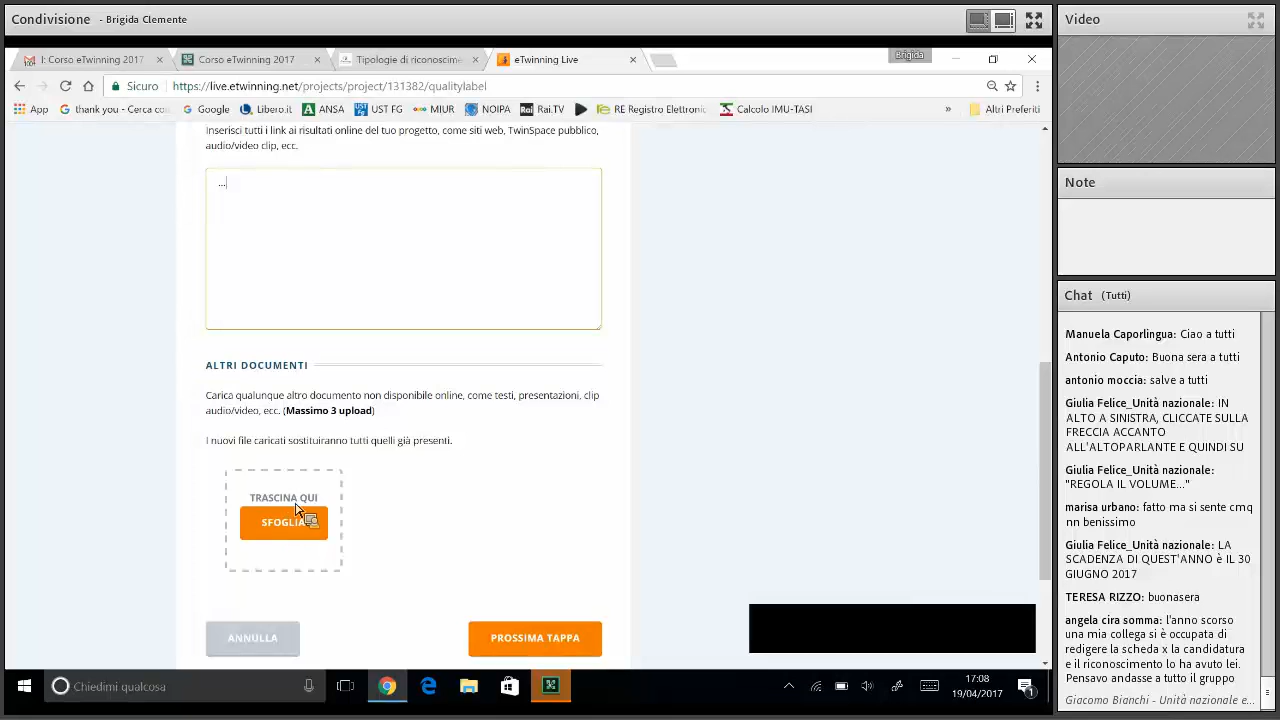 Condivisione - Brigida Clemente
I: Corso eTwinning 2017
Corso eTwinning 2017
Tipologie di riconoscime
eTwinning Live
Brigida
Sicuro
https://live.etwinning.net/projects/project/131382/qualitylabel
App
thank you - Cerca co
Google
Libero.it
ANSA
UST FG
MIUR
NOIPA
Rai.TV
RE Registro Elettronic
Calcolo IMU-TASI
»
Altri Preferiti
Inserisci tutti i link ai risultati online del tuo progetto, come siti web, TwinSpace pubblico,
audio/video clip, ecc.
...
ALTRI DOCUMENTI
Carica qualunque altro documento non disponibile online, come testi, presentazioni, clip
audio/video, ecc. (Massimo 3 upload)
I nuovi file caricati sostituiranno tutti quelli già presenti.
TRASCINA QUI
SFOGLIA
ANNULLA
PROSSIMA TAPPA
Chiedimi qualcosa
17:08
19/04/2017
1
Video
Note
Chat (Tutti)
Manuela Caporlingua: Ciao a tutti
Antonio Caputo: Buona sera a tutti
antonio moccia: salve a tutti
Giulia Felice_Unità nazionale: IN
ALTO A SINISTRA, CLICCATE SULLA
FRECCIA ACCANTO
ALL'ALTOPARLANTE E QUINDI SU
Giulia Felice_Unità nazionale:
"REGOLA IL VOLUME..."
marisa urbano: fatto ma si sente cmq
nn benissimo
Giulia Felice_Unità nazionale: LA
SCADENZA DI QUEST'ANNO è IL 30
GIUGNO 2017
TERESA RIZZO: buonasera
angela cira somma: l'anno scorso
una mia collega si è occupata di
redigere la scheda x la candidatura
e il riconoscimento lo ha avuto lei.
Pensavo andasse a tutto il gruppo
Giacomo Bianchi - Unità nazionale e...